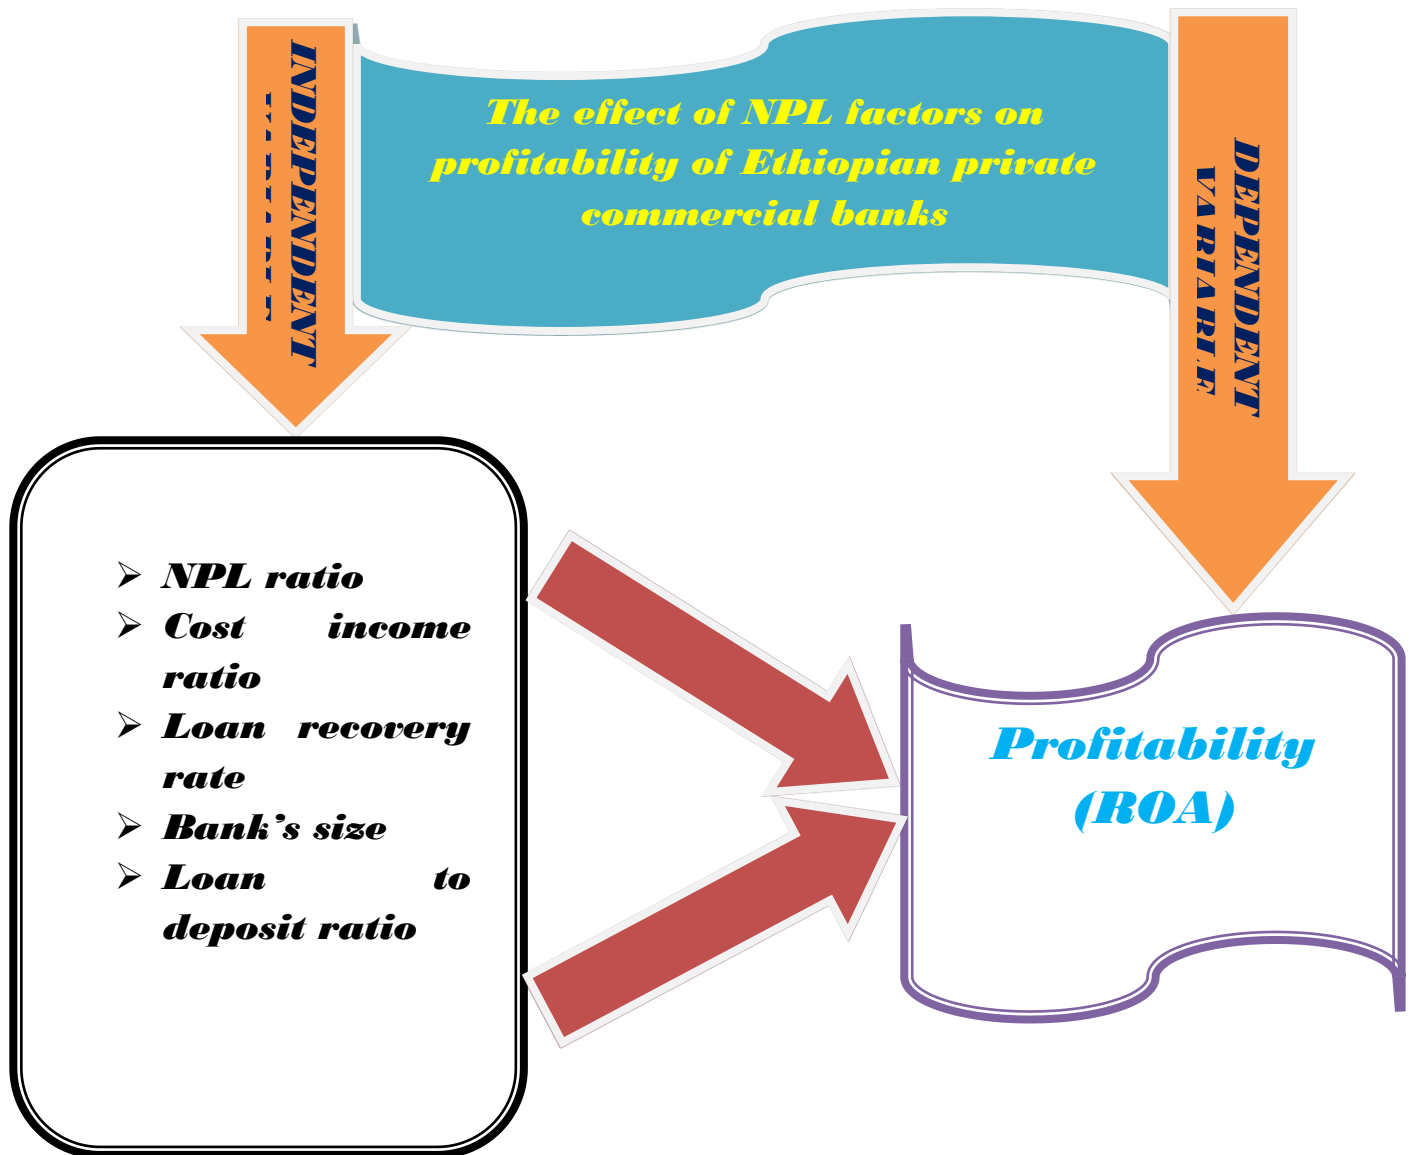 The effect of NPL factors on
profitability of Ethiopian private
commercial banks
INDEPENDENT
DEPENDENT
VARIABLE
➢ NPL ratio
➢ Cost income
ratio
➢ Loan recovery
rate
➢ Bank's size
➢ Loan to
deposit ratio
Profitability
(ROA)